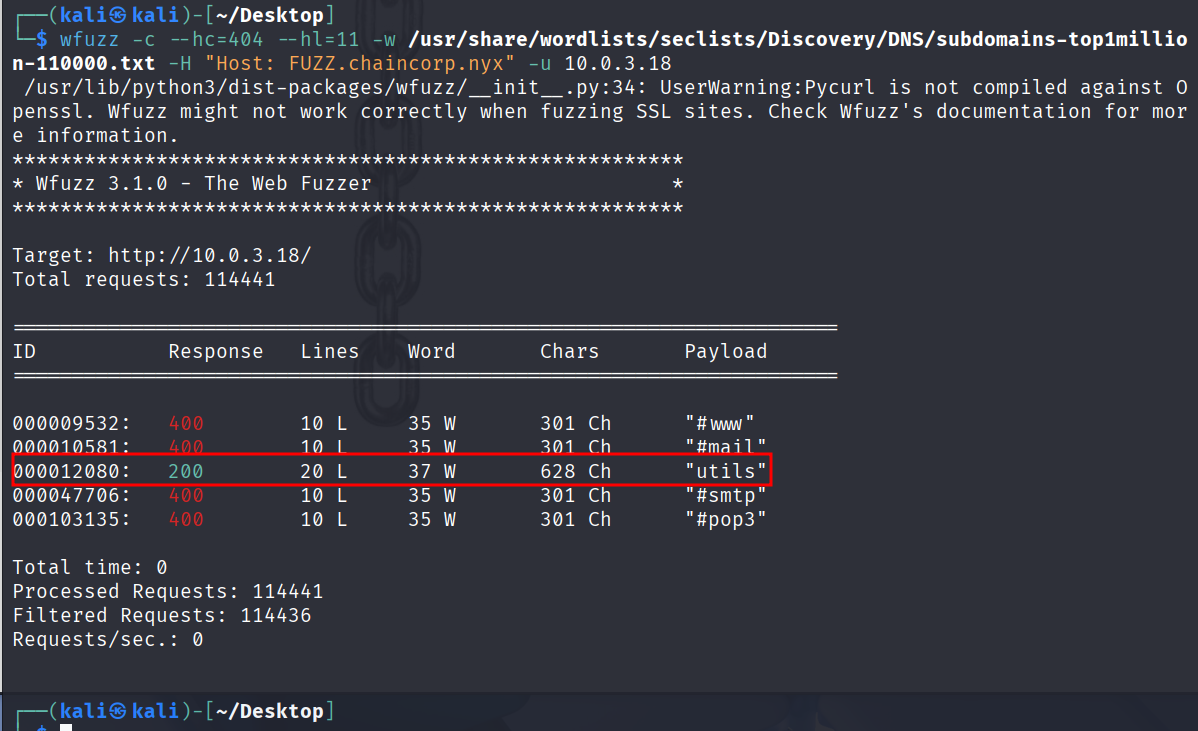 ┌──(kali㉿kali)-[~/Desktop]
└─$ wfuzz -c --hc=404 --hl=11 -w /usr/share/wordlists/seclists/Discovery/DNS/subdomains-top1millio
n-110000.txt -H "Host: FUZZ.chaincorp.nyx" -u 10.0.3.18
 /usr/lib/python3/dist-packages/wfuzz/__init__.py:34: UserWarning:Pycurl is not compiled against O
penssl. Wfuzz might not work correctly when fuzzing SSL sites. Check Wfuzz's documentation for mor
e information.
********************************************************
* Wfuzz 3.1.0 - The Web Fuzzer                         *
********************************************************

Target: http://10.0.3.18/
Total requests: 114441

=====================================================================
ID           Response   Lines    Word       Chars       Payload
=====================================================================

000009532:   400        10 L     35 W       301 Ch      "#www"
000010581:   400        10 L     35 W       301 Ch      "#mail"
000012080:   200        20 L     37 W       628 Ch      "utils"
000047706:   400        10 L     35 W       301 Ch      "#smtp"
000103135:   400        10 L     35 W       301 Ch      "#pop3"

Total time: 0
Processed Requests: 114441
Filtered Requests: 114436
Requests/sec.: 0

┌──(kali㉿kali)-[~/Desktop]
└─$